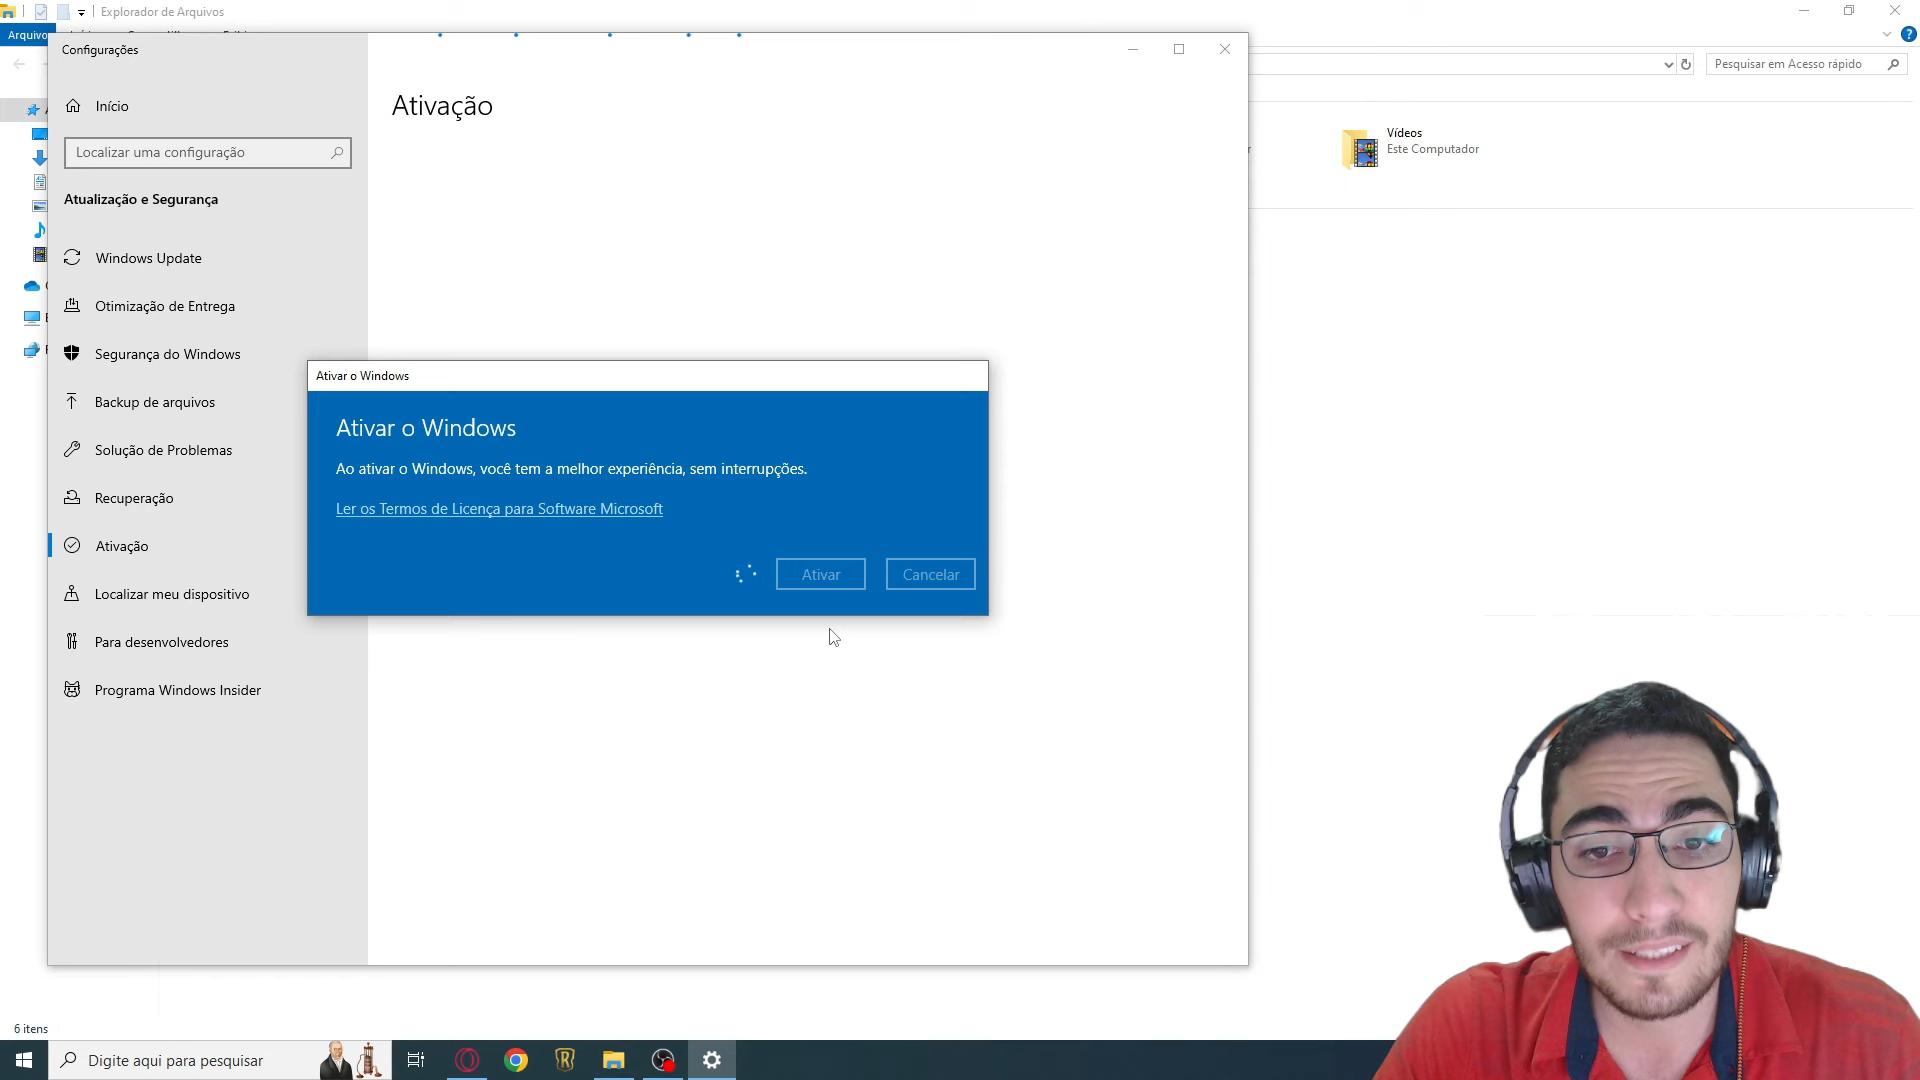 Explorador de Arquivos
Arquivo
Pesquisar em Acesso rápido
Configurações
Início
Localizar uma configuração
Atualização e Segurança
Windows Update
Otimização de Entrega
Segurança do Windows
Backup de arquivos
Solução de Problemas
Recuperação
Ativação
Localizar meu dispositivo
Para desenvolvedores
Programa Windows Insider
Ativação
Ativar o Windows
Ativar o Windows
Ao ativar o Windows, você tem a melhor experiência, sem interrupções.
Ler os Termos de Licença para Software Microsoft
Ativar
Cancelar
Vídeos
Este Computador
6 itens
Digite aqui para pesquisar